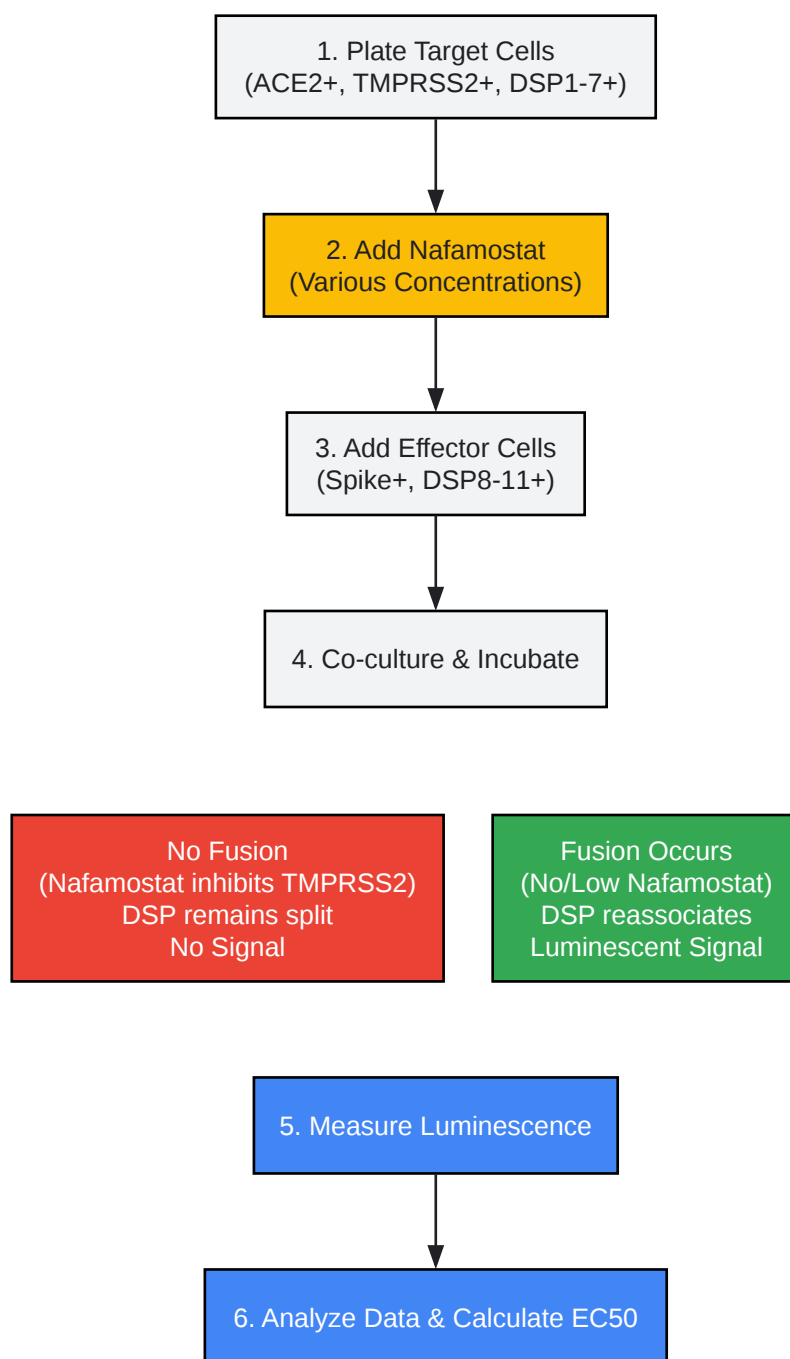 1. Plate Target Cells
(ACE2+, TMPRSS2+, DSP1-7+)
2. Add Nafamostat
(Various Concentrations)
3. Add Effector Cells
(Spike+, DSP8-11+)
4. Co-culture & Incubate
No Fusion
(Nafamostat inhibits TMPRSS2)
DSP remains split
No Signal
Fusion Occurs
(No/Low Nafamostat)
DSP reassociates
Luminescent Signal
5. Measure Luminescence
6. Analyze Data & Calculate EC50